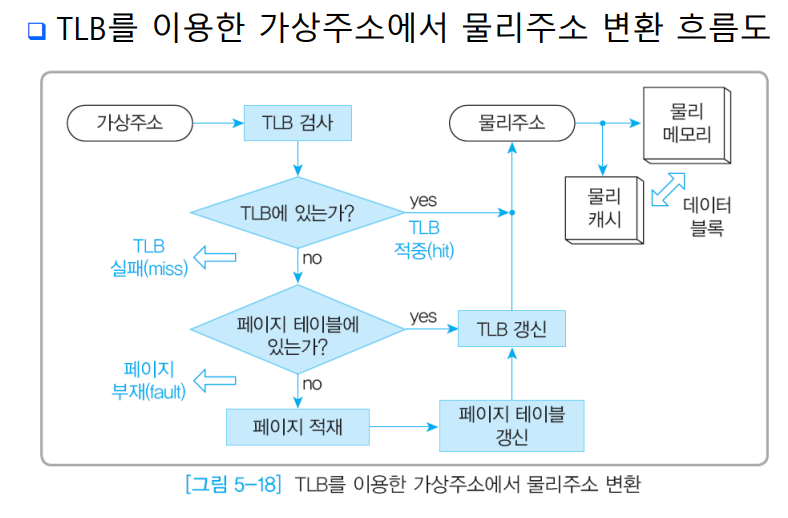 TLB를 이용한 가상주소에서 물리주소 변환 흐름도
가상주소
TLB 검사
물리주소
물리
메모리
TLB에 있는가?
yes
TLB
적중(hit)
물리
캐시
데이터
블록
TLB
실패(miss)
no
페이지 테이블에
있는가?
yes
TLB 갱신
페이지
부재(fault)
no
페이지 적재
페이지 테이블
갱신
[그림 5-18] TLB를 이용한 가상주소에서 물리주소 변환